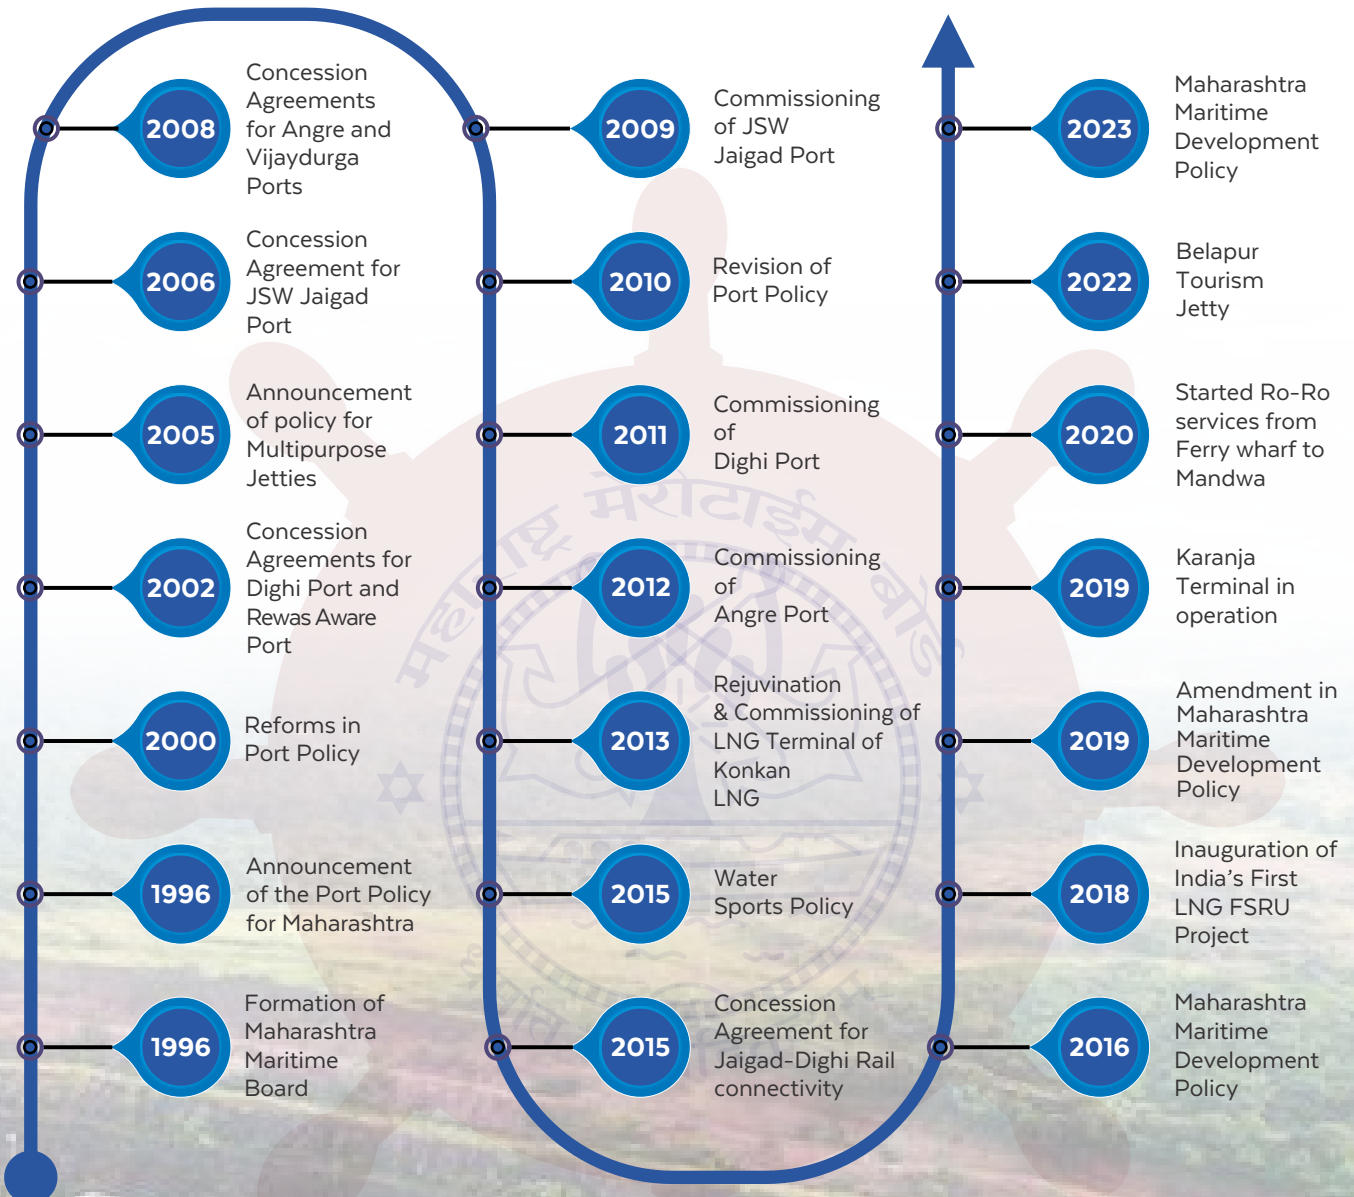 2008
Concession
Agreements
for Angre and
Vijaydurga
Ports
2006
Concession
Agreement for
JSW Jaigad
Port
2005
Announcement
of policy for
Multipurpose
Jetties
2002
Concession
Agreements for
Dighi Port and
Rewas Aware
Port
2000
Reforms in
Port Policy
1996
Announcement
of the Port Policy
for Maharashtra
1996
Formation of
Maharashtra
Maritime
Board
2009
Commissioning
of JSW
Jaigad Port
2010
Revision of
Port Policy
2011
Commissioning
of
Dighi Port
2012
Commissioning
of
Angre Port
2013
Rejuvination
& Commissioning of
LNG Terminal of
Konkan
LNG
2015
Water
Sports Policy
2015
Concession
Agreement for
Jaigad-Dighi Rail
connectivity
2023
Maharashtra
Maritime
Development
Policy
2022
Belapur
Tourism
Jetty
2020
Started Ro-Ro
services from
Ferry wharf to
Mandwa
2019
Karanja
Terminal in
operation
2019
Amendment in
Maharashtra
Maritime
Development
Policy
2018
Inauguration of
India's First
LNG FSRU
Project
2016
Maharashtra
Maritime
Development
Policy
महाराष्ट्र मेरीटाईम बोर्ड